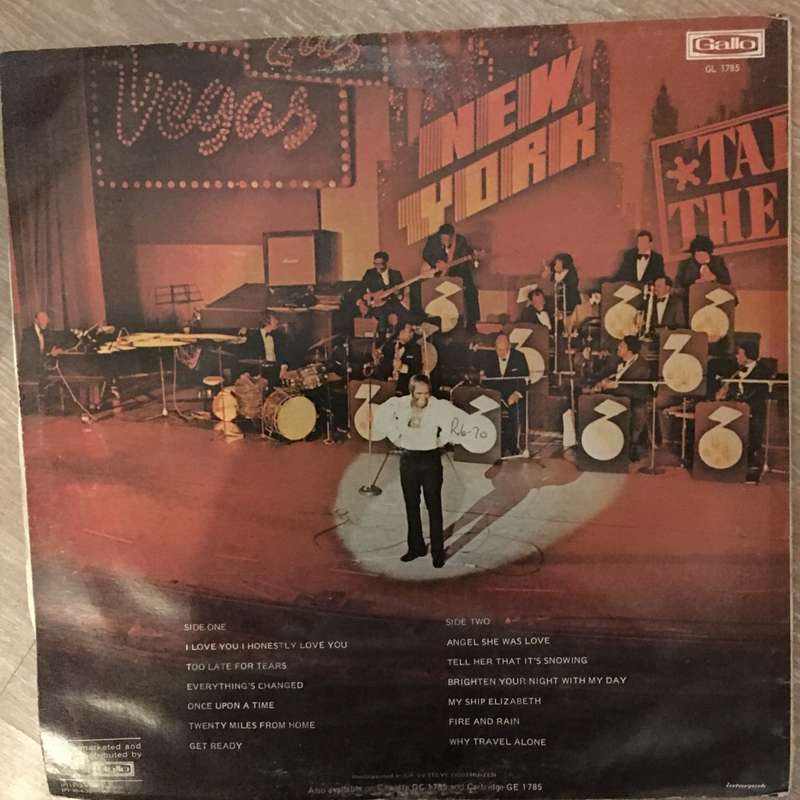 Las
Vegas
NEW
YORK
*TA
THE
Gallo
GL 1785
R6-70
SIDE ONE
I LOVE YOU I HONESTLY LOVE YOU
TOO LATE FOR TEARS
EVERYTHING'S CHANGED
ONCE UPON A TIME
TWENTY MILES FROM HOME
GET READY
SIDE TWO
ANGEL SHE WAS LOVE
TELL HER THAT IT'S SNOWING
BRIGHTEN YOUR NIGHT WITH MY DAY
MY SHIP ELIZABETH
FIRE AND RAIN
WHY TRAVEL ALONE
marketed and
distributed by
Gallo
Also available on Cassette GC 1785 and Cartridge GE 1785
interpak